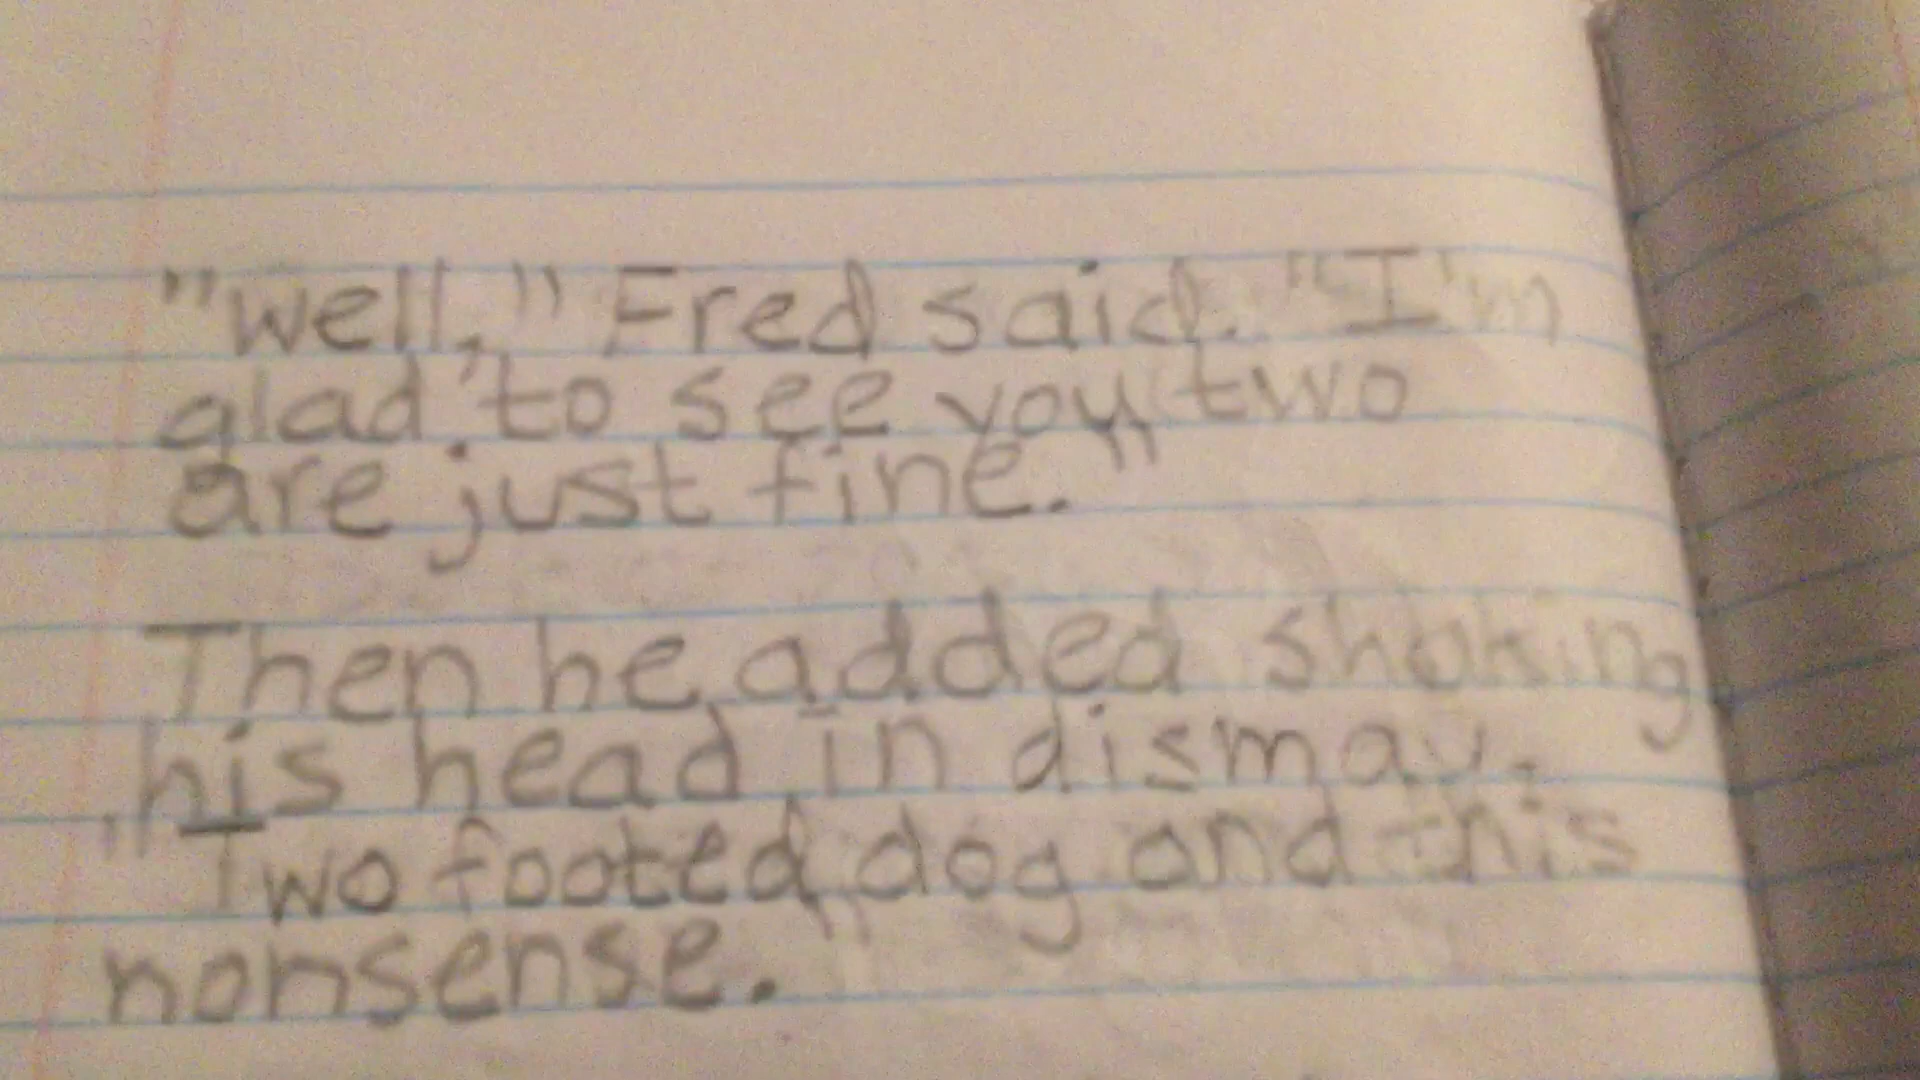 "well," Fred said. "I'm
glad to see you two
are just fine."
Then he added shaking
his head in dismay.
"Two footed dog and this
nonsense."